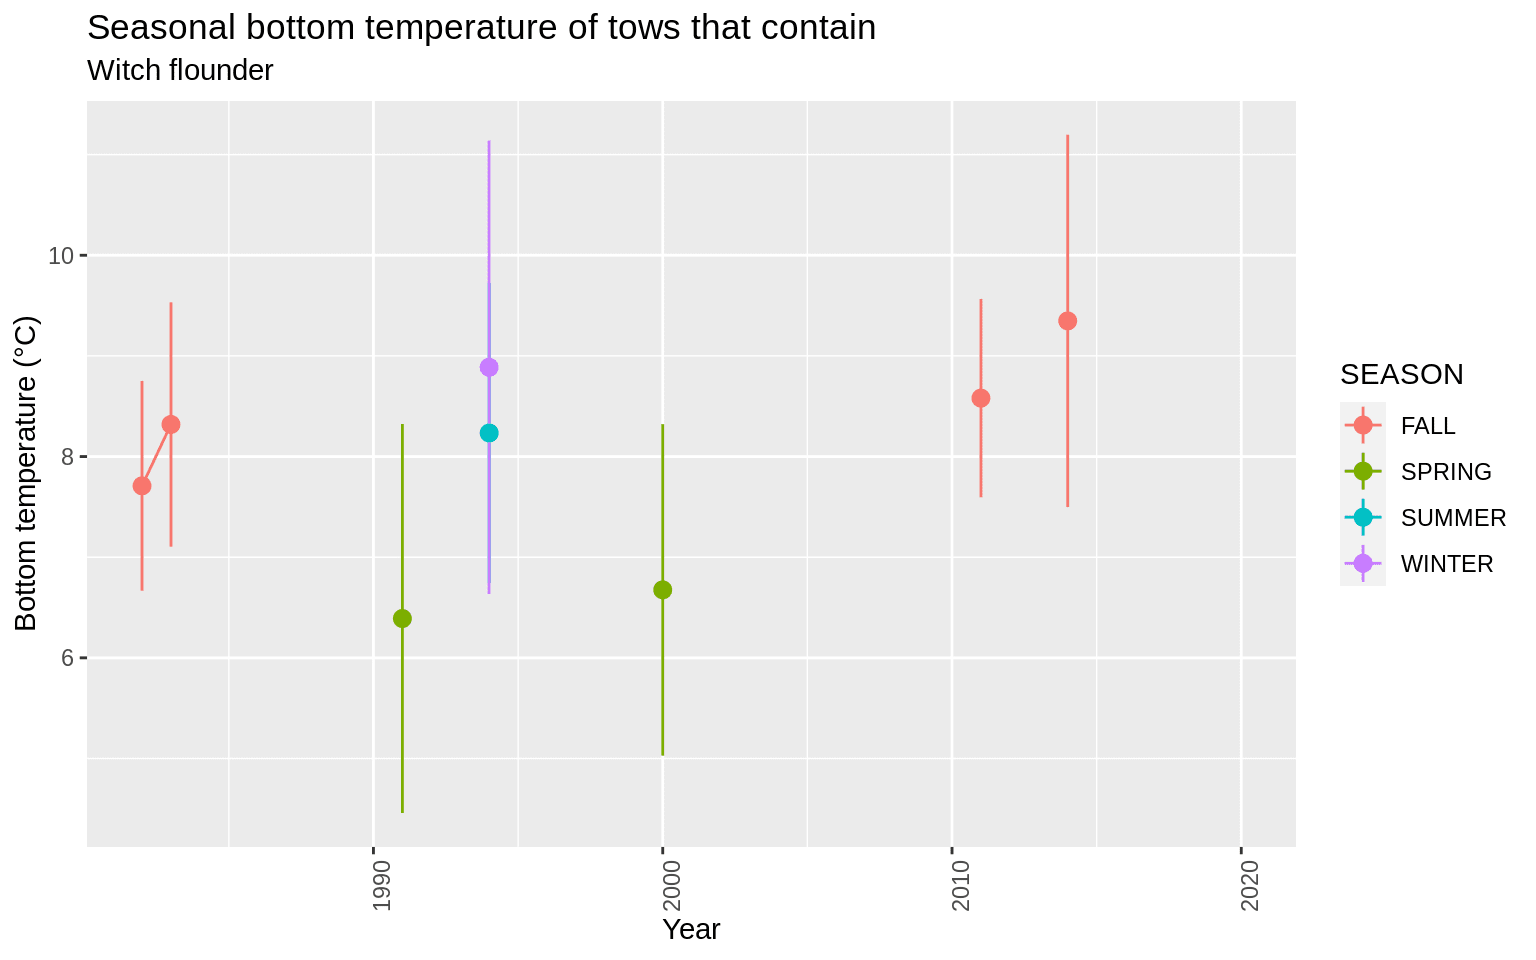 Seasonal bottom temperature of tows that contain
Witch flounder
Bottom temperature (°C)
10
8
6
1990
2000
2010
2020
Year
SEASON
FALL
SPRING
SUMMER
WINTER